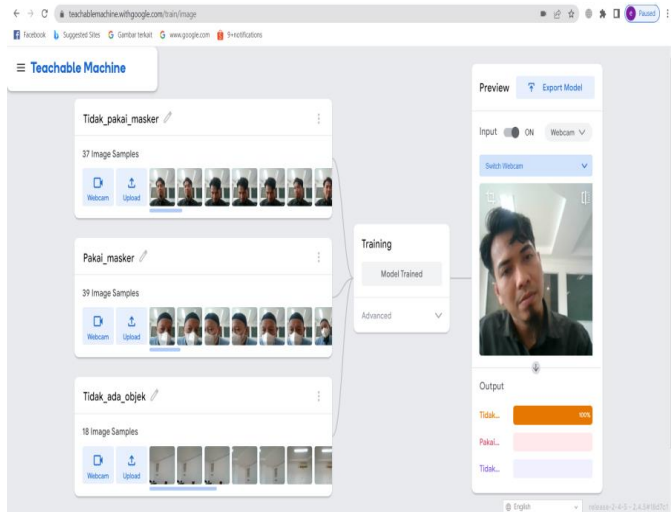 teachablemachine.withgoogle.com/train/image
Paused
Facebook
Suggested Sites
Gambar terkait
www.google.com
9+notifications
Teachable Machine
Tidak_pakai_masker
37 Image Samples
Webcam
Upload
Pakai_masker
39 Image Samples
Webcam
Upload
Tidak_ada_objek
18 Image Samples
Webcam
Upload
Training
Model Trained
Advanced
Preview
Export Model
Input
ON
Webcam
Switch Webcam
Output
Tidak...
100%
Pakai...
Tidak...
English